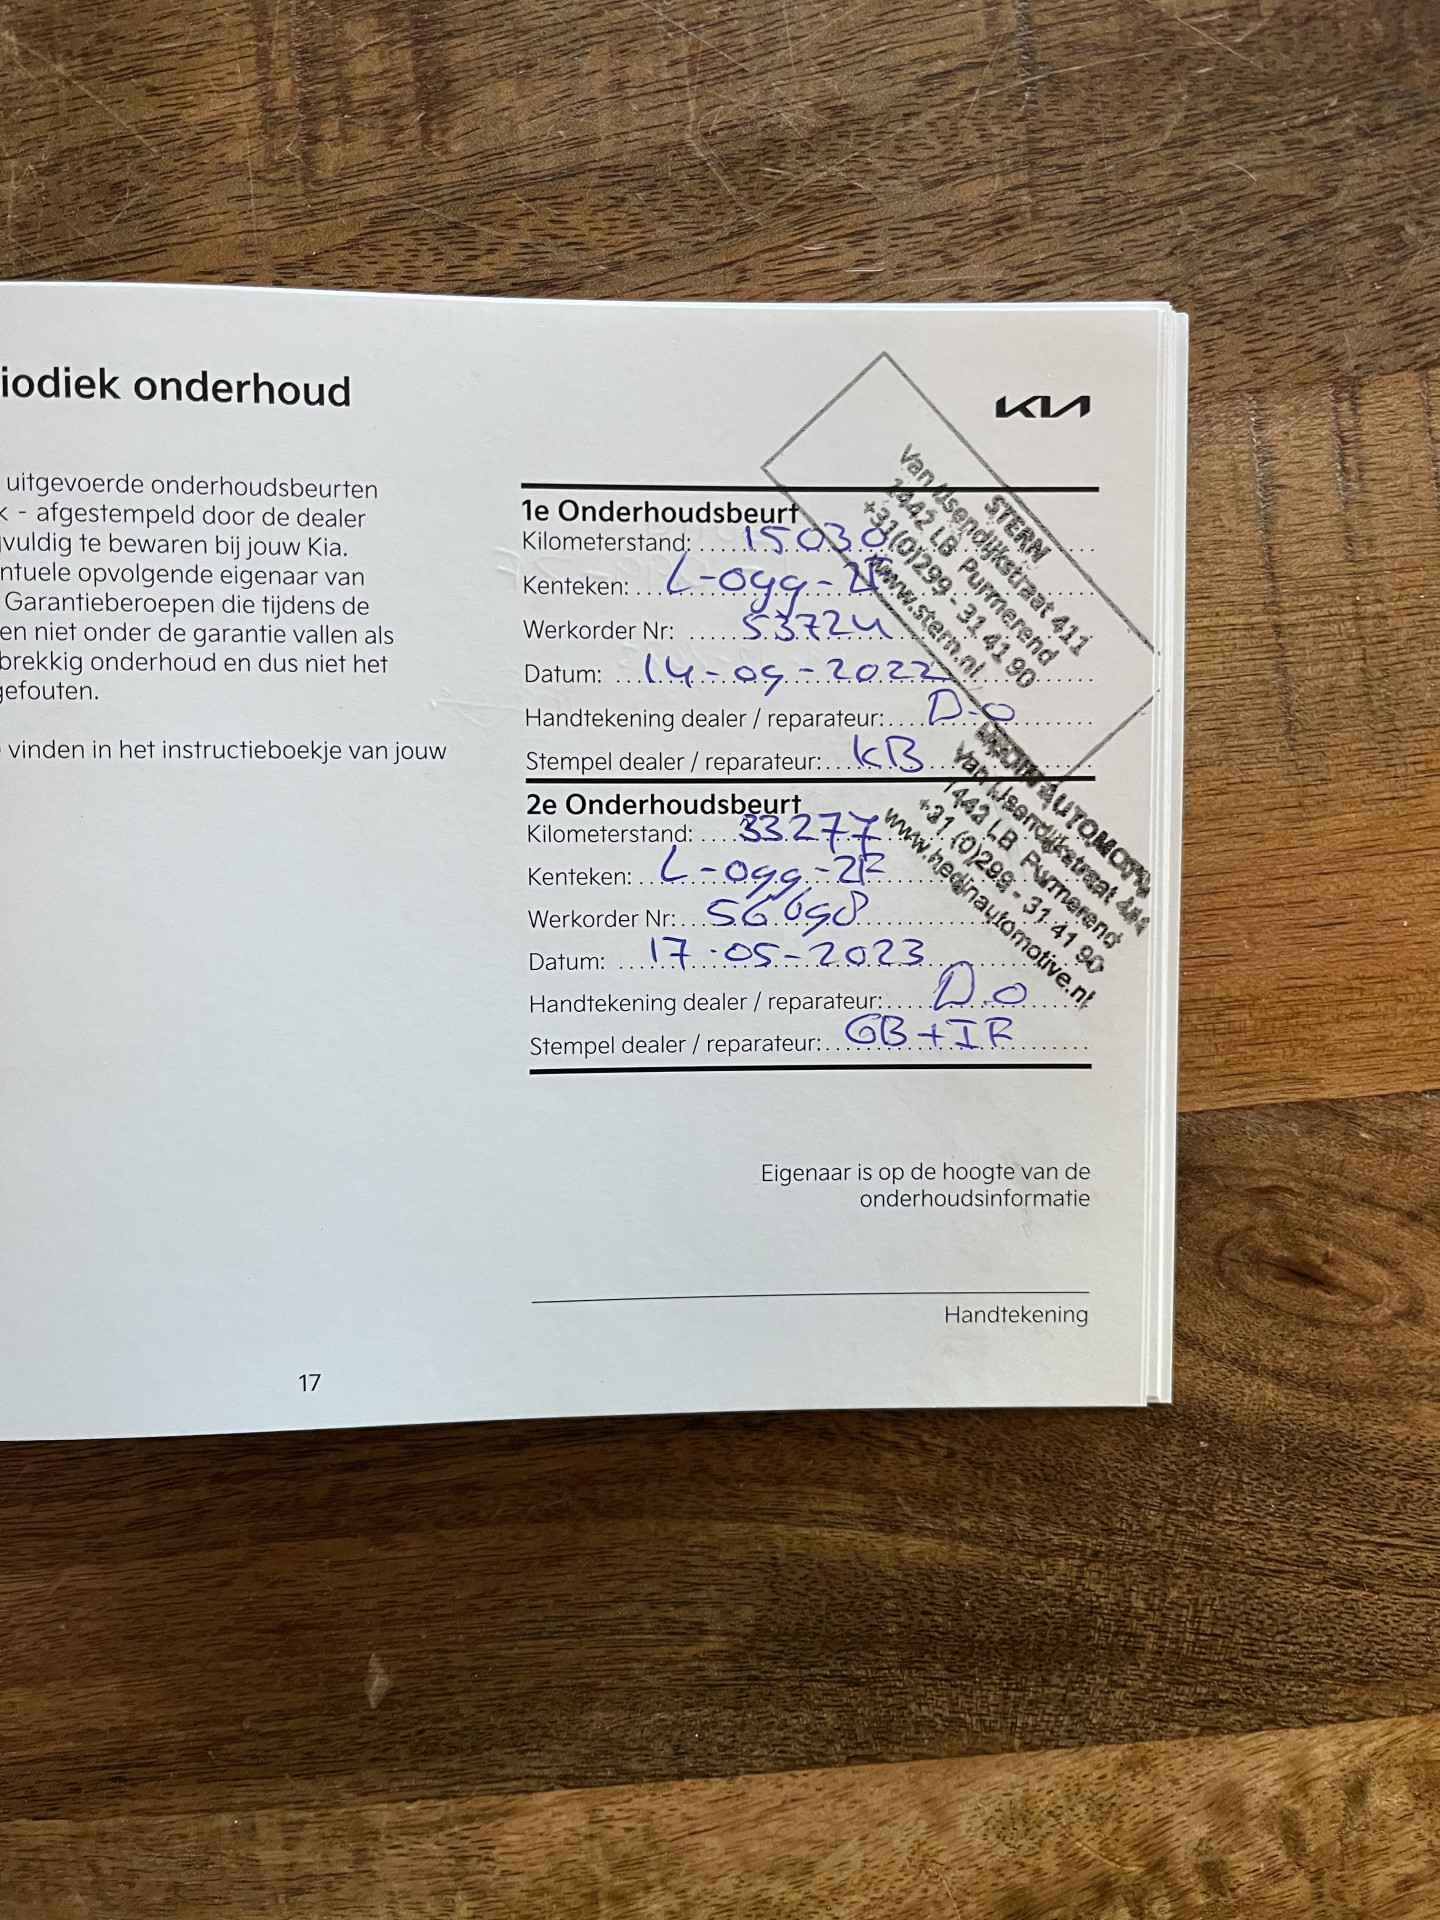 iodiek onderhoud
uitgevoerde onderhoudsbeurten
k - afgestempeld door de dealer
vuldig te bewaren bij jouw Kia.
ntuele opvolgende eigenaar van
Garantieberoepen die tijdens de
en niet onder de garantie vallen als
brekkig onderhoud en dus niet het
gefouten.
vinden in het instructieboekje van jouw
17
KIA
1e Onderhoudsbeurt
Kilometerstand: 15030
Kenteken: L-099-ZF
Werkorder Nr: 53724
Datum: 14-09-2022
Handtekening dealer / reparateur: D.O
Stempel dealer / reparateur: KB
STERN
Van IJsendijkstraat 411
1442 LB Purmerend
+31(0)299 - 31 41 90
www.stern.nl
2e Onderhoudsbeurt
Kilometerstand: 33277
Kenteken: L-099-ZF
Werkorder Nr: 56698
Datum: 17-05-2023
Handtekening dealer / reparateur: D.O
Stempel dealer / reparateur: GB+IR
AUTOMOTIVE
Van IJsendijkstraat 411
1442 LB Purmerend
+31 (0)299 - 31 41 90
www.hedinautomotive.nl
Eigenaar is op de hoogte van de
onderhoudsinformatie
Handtekening